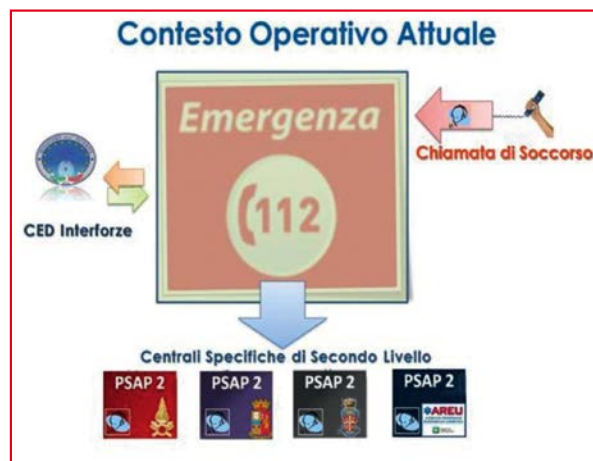 Contesto Operativo Attuale
Emergenza
112
Chiamata di Soccorso
CED Interforze
Centrali Specifiche di Secondo Livello
PSAP 2
PSAP 2
PSAP 2
PSAP 2
AREU